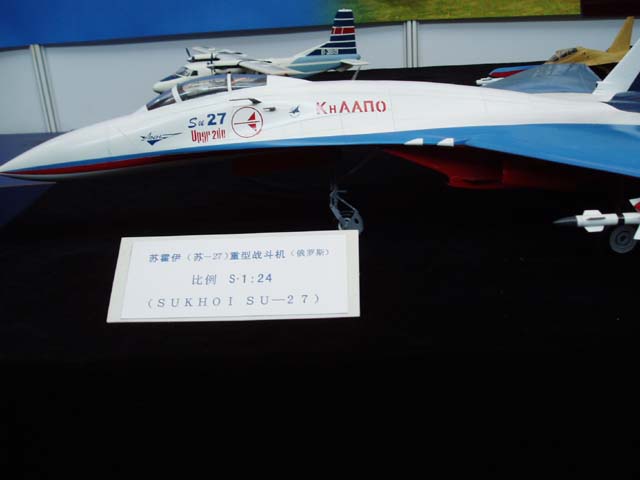 Su 27
КнААПО
苏霍伊(苏-27)重型战斗机(俄罗斯)
比例 S·1:24
(SUKHOI SU—27)